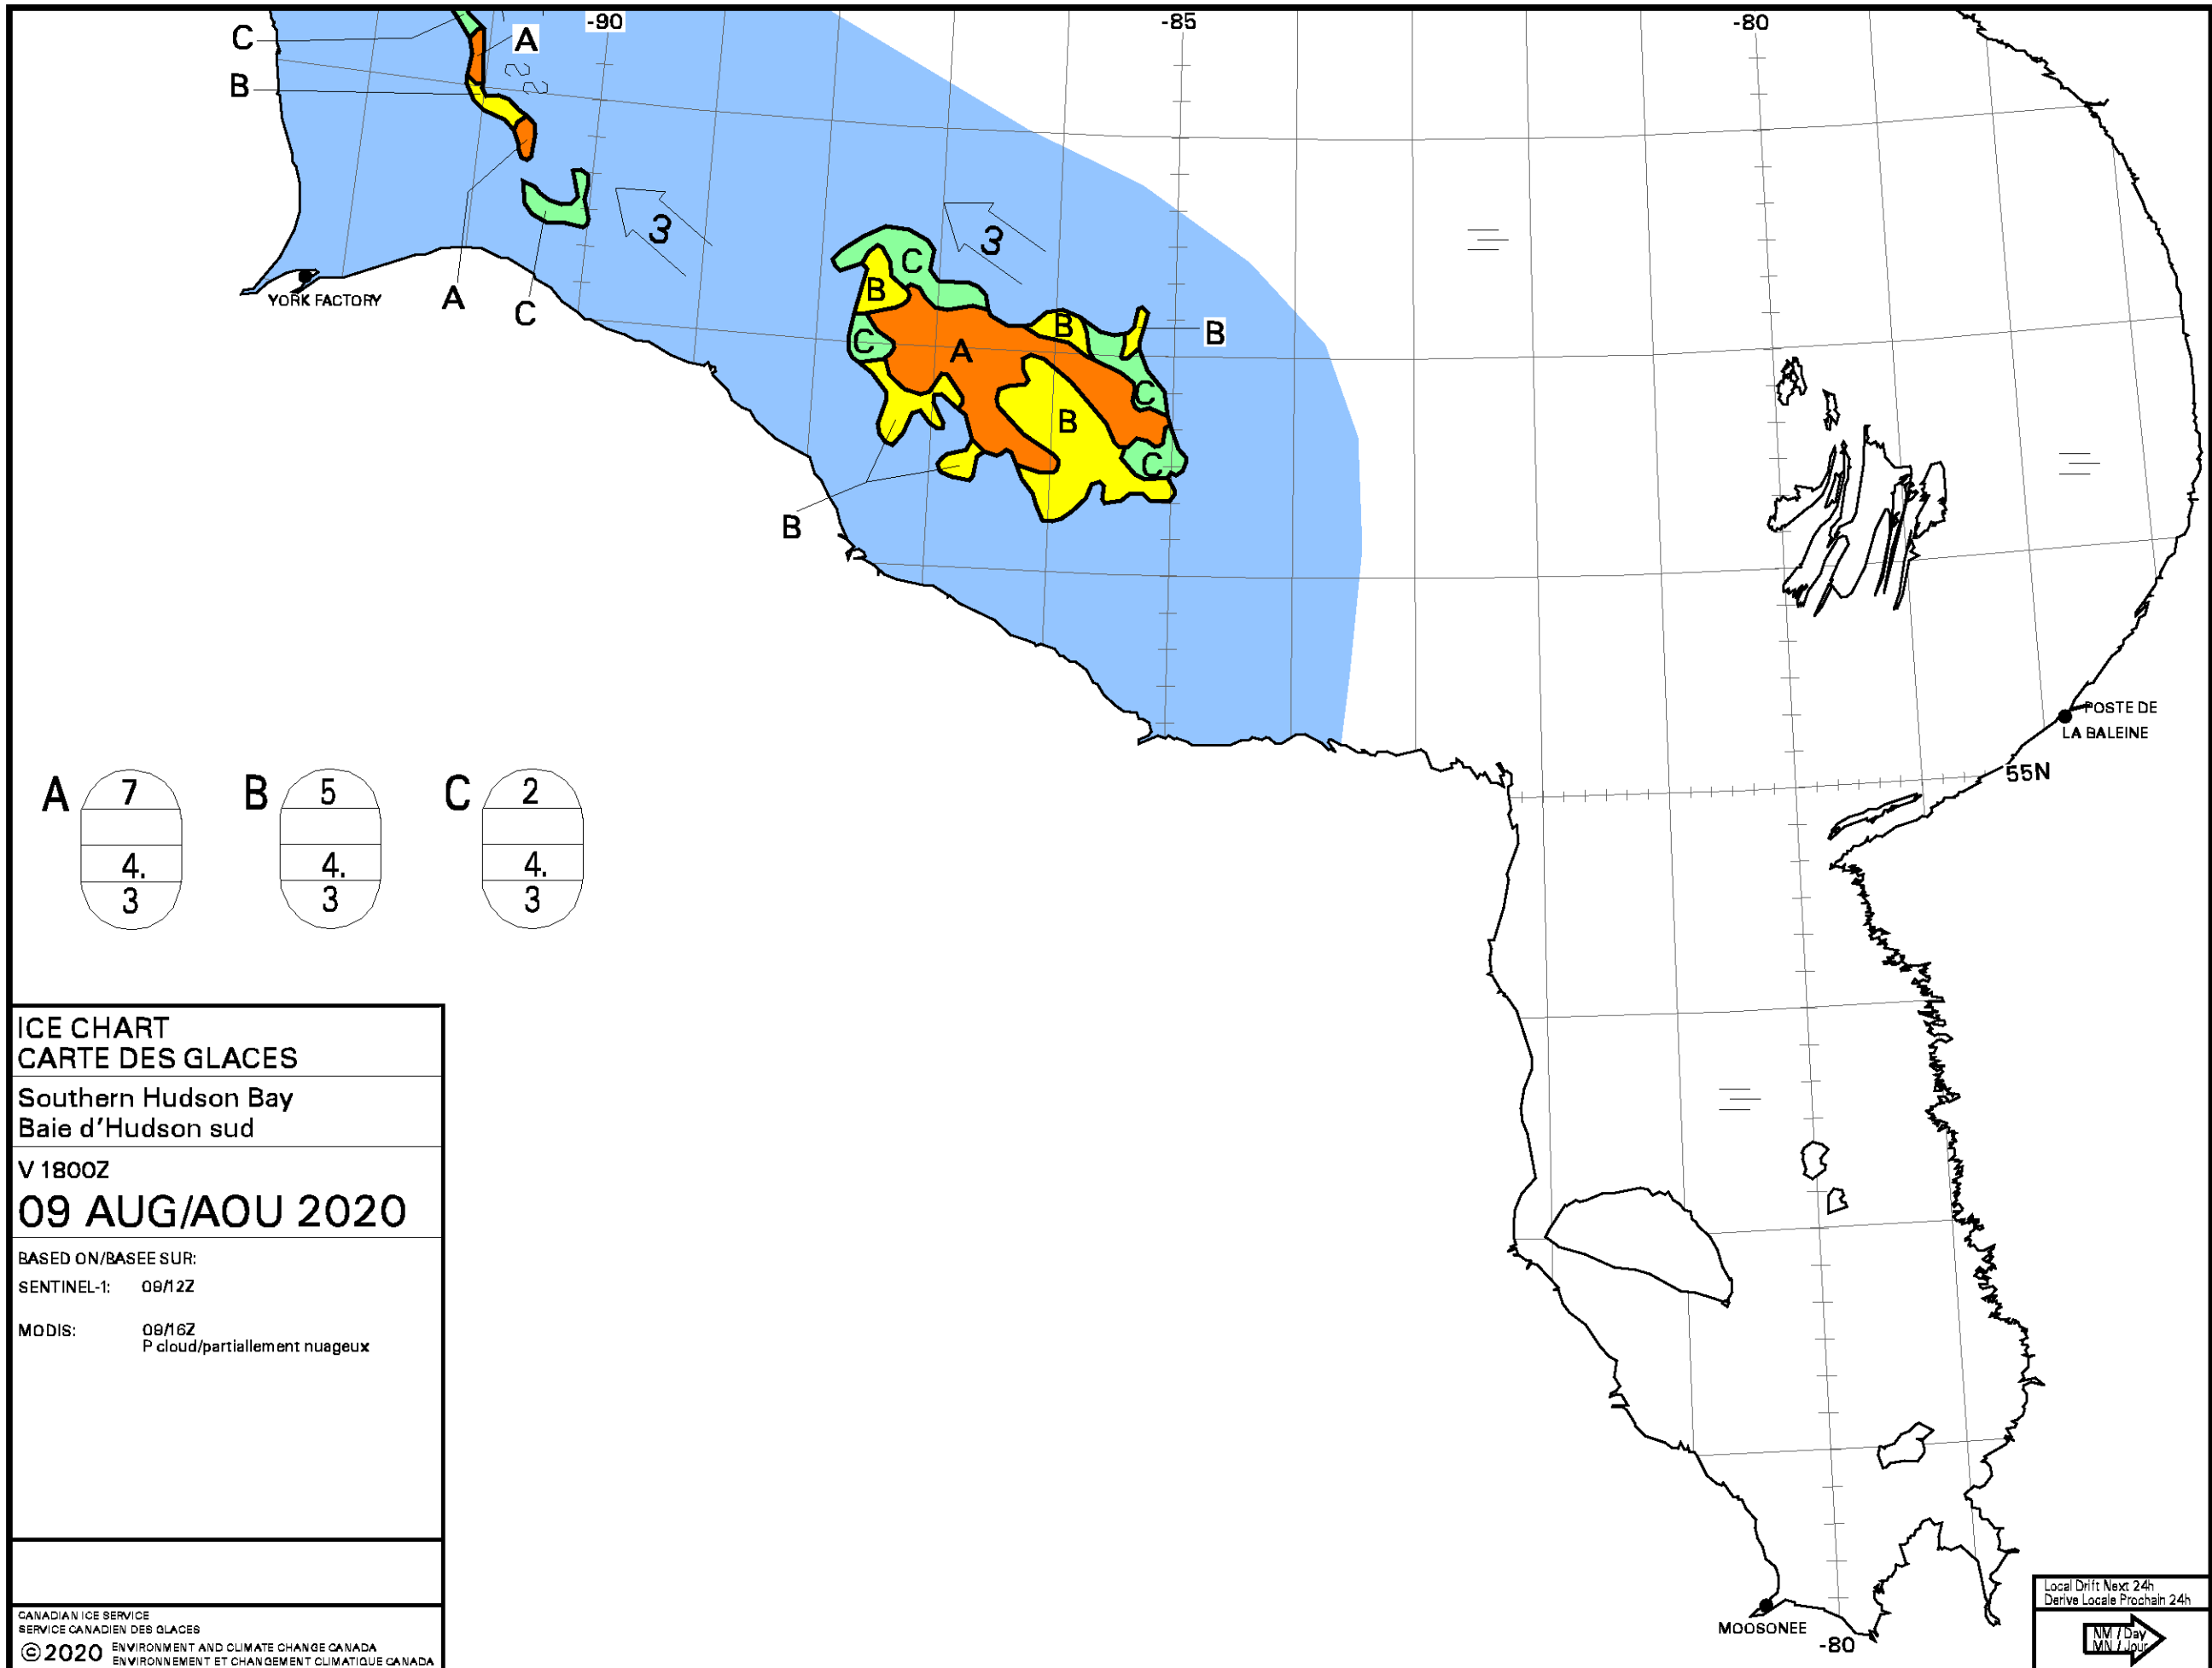 -90
-85
-80
C
A
B
3
3
YORK FACTORY
A
C
C
B
B
B
C
A
C
B
C
B
POSTE DE
LA BALEINE
55N
A
7
4.
3
B
5
4.
3
C
2
4.
3
ICE CHART
CARTE DES GLACES
Southern Hudson Bay
Baie d'Hudson sud
V 1800Z
09 AUG/AOU 2020
BASED ON/BASEE SUR:
SENTINEL-1: 09/12Z
MODIS: 09/16Z
P cloud/partiallement nuageux
CANADIAN ICE SERVICE
SERVICE CANADIEN DES GLACES
©2020 ENVIRONMENT AND CLIMATE CHANGE CANADA
ENVIRONNEMENT ET CHANGEMENT CLIMATIQUE CANADA
MOOSONEE
-80
Local Drift Next 24h
Derive Locale Prochain 24h
NM / Day
MN / Jour